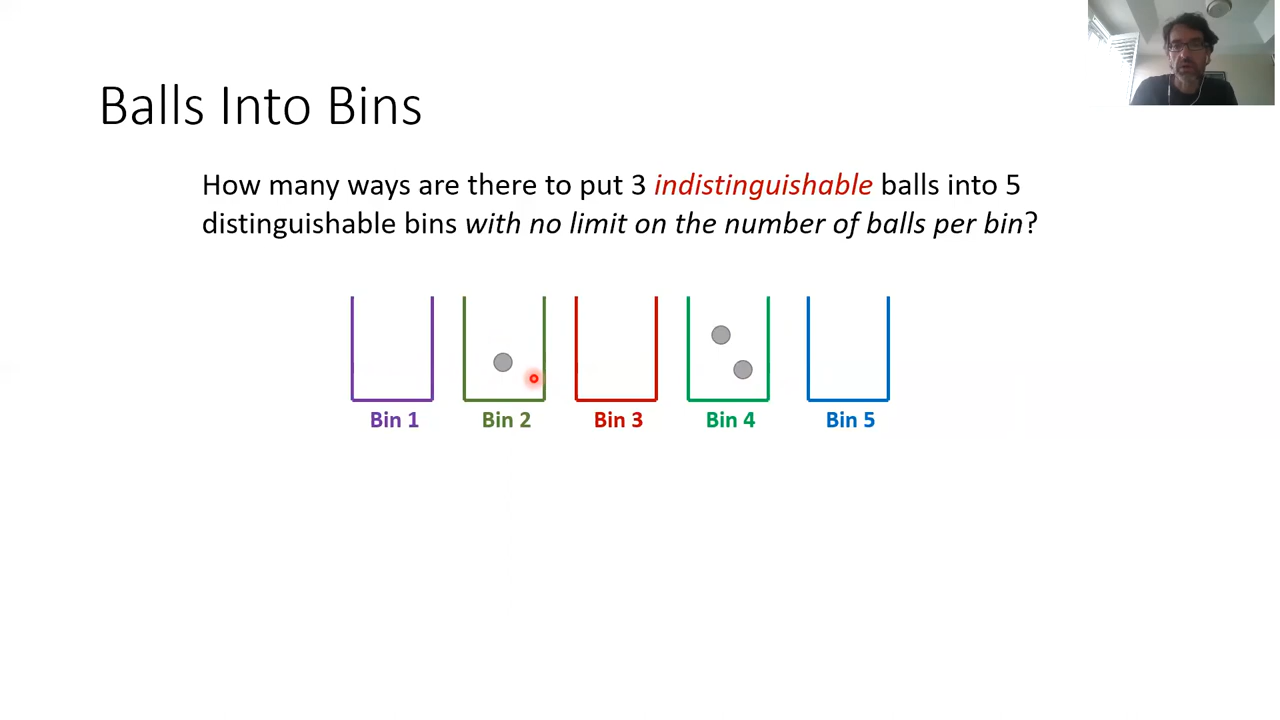 Balls Into Bins
How many ways are there to put 3 indistinguishable balls into 5
distinguishable bins with no limit on the number of balls per bin?
Bin 1 Bin 2 Bin 3 Bin 4 Bin 5